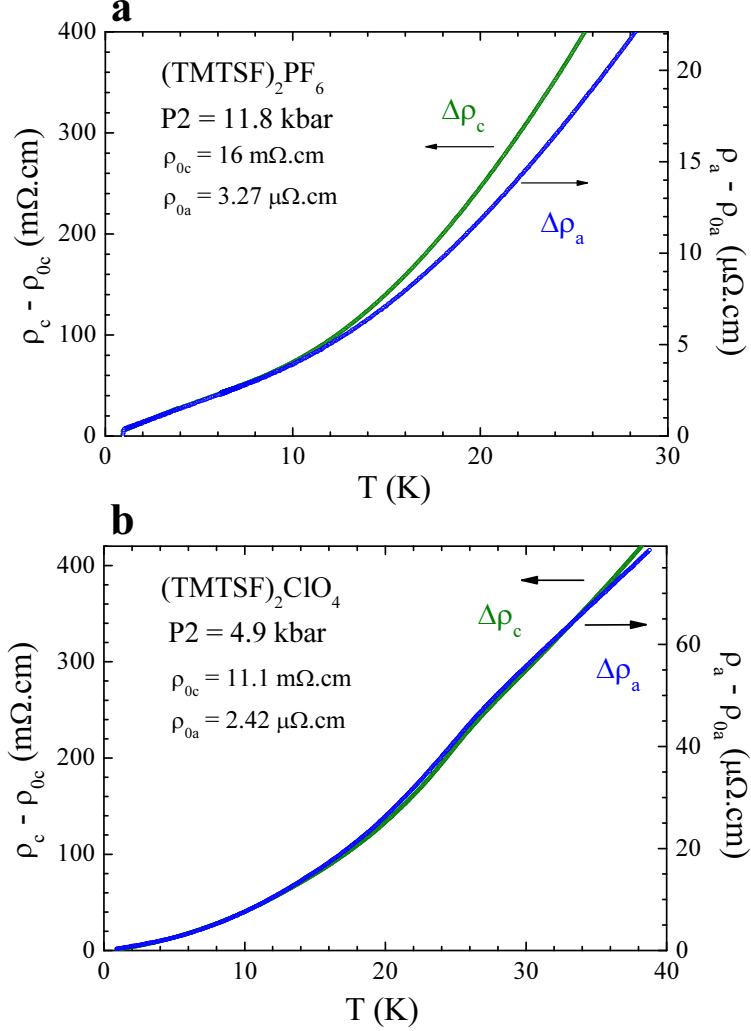 a
(TMTSF)₂PF₆
P2 = 11.8 kbar
ρ₀c = 16 mΩ.cm
ρ₀ₐ = 3.27 μΩ.cm
Δρc
Δρₐ
400
300
200
100
0
20
15
10
5
0
0
10
20
30
ρc - ρ₀c (mΩ.cm)
ρₐ - ρ₀ₐ (μΩ.cm)
T (K)
b
(TMTSF)₂ClO₄
P2 = 4.9 kbar
ρ₀c = 11.1 mΩ.cm
ρ₀ₐ = 2.42 μΩ.cm
Δρc
Δρₐ
400
300
200
100
0
60
40
20
0
0
10
20
30
40
ρc - ρ₀c (mΩ.cm)
ρₐ - ρ₀ₐ (μΩ.cm)
T (K)